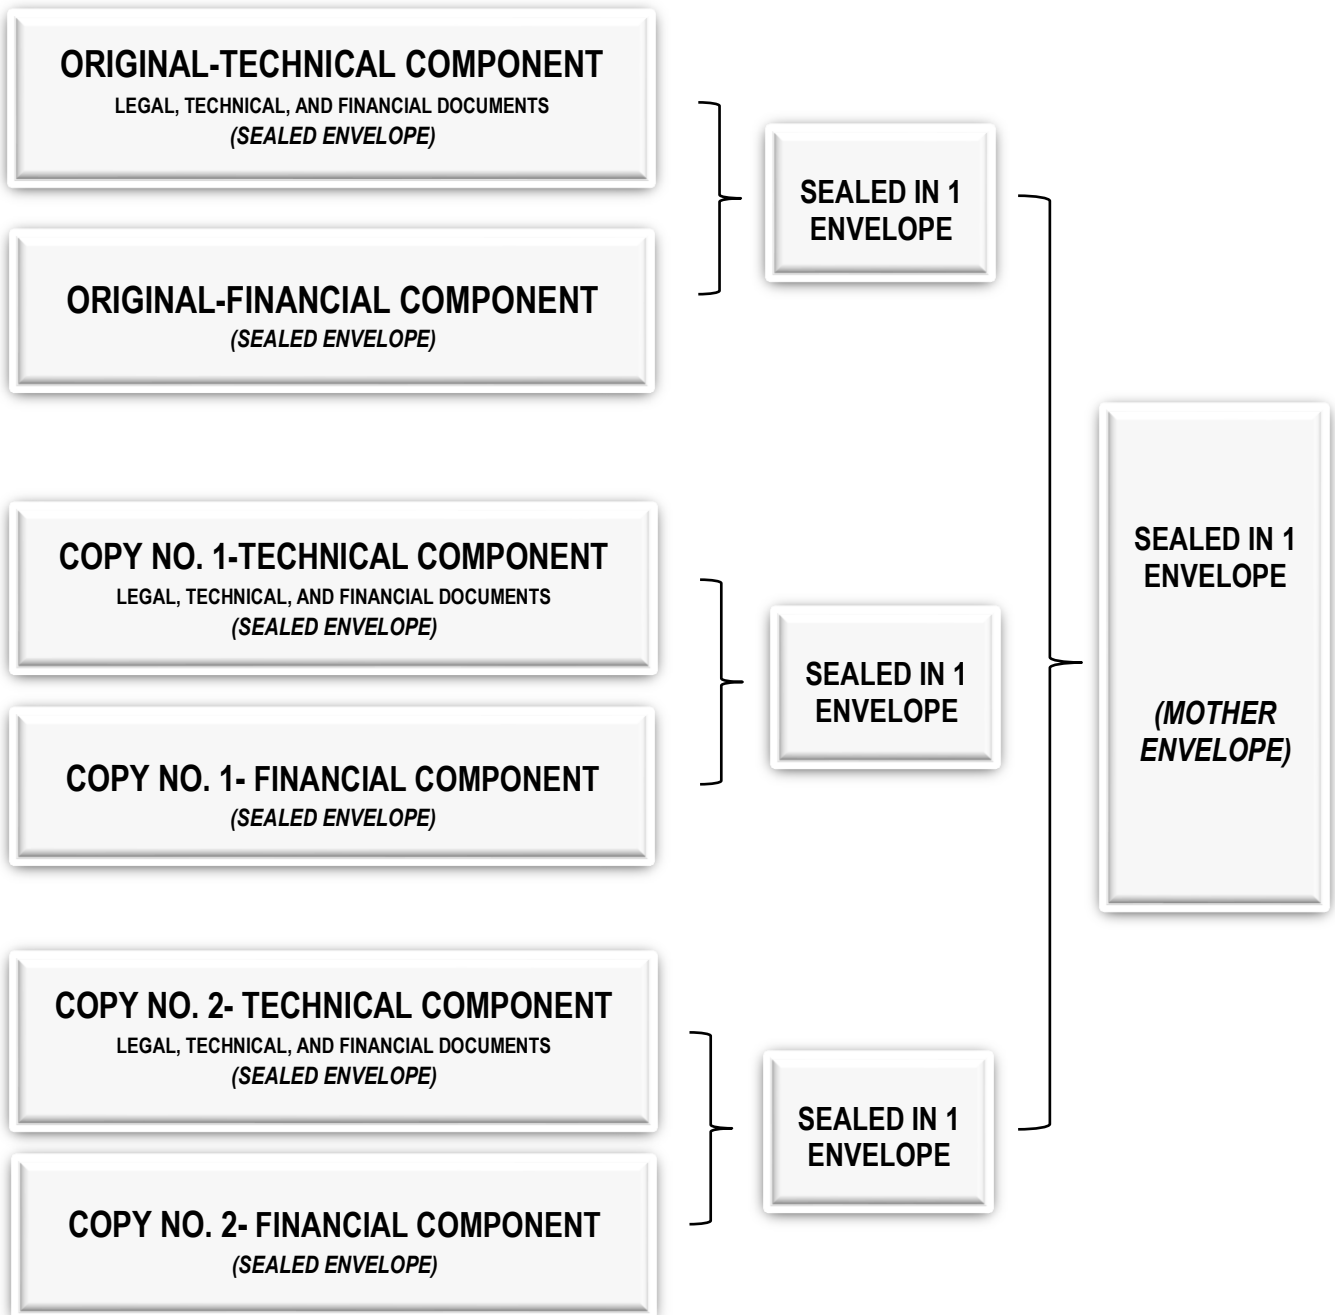 ORIGINAL-TECHNICAL COMPONENT
LEGAL, TECHNICAL, AND FINANCIAL DOCUMENTS
(SEALED ENVELOPE)
ORIGINAL-FINANCIAL COMPONENT
(SEALED ENVELOPE)
SEALED IN 1
ENVELOPE
COPY NO. 1-TECHNICAL COMPONENT
LEGAL, TECHNICAL, AND FINANCIAL DOCUMENTS
(SEALED ENVELOPE)
COPY NO. 1- FINANCIAL COMPONENT
(SEALED ENVELOPE)
SEALED IN 1
ENVELOPE
COPY NO. 2- TECHNICAL COMPONENT
LEGAL, TECHNICAL, AND FINANCIAL DOCUMENTS
(SEALED ENVELOPE)
COPY NO. 2- FINANCIAL COMPONENT
(SEALED ENVELOPE)
SEALED IN 1
ENVELOPE
SEALED IN 1
ENVELOPE
(MOTHER
ENVELOPE)